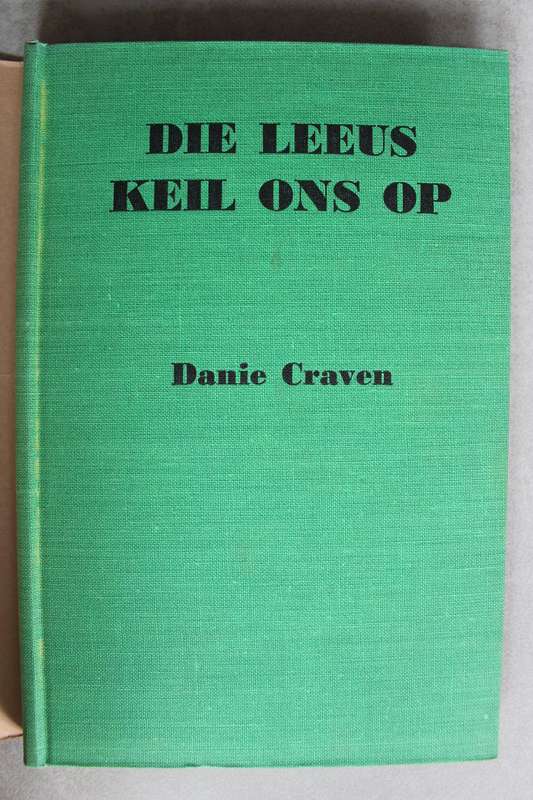 DIE LEEUS
KEIL ONS OP
Danie Craven